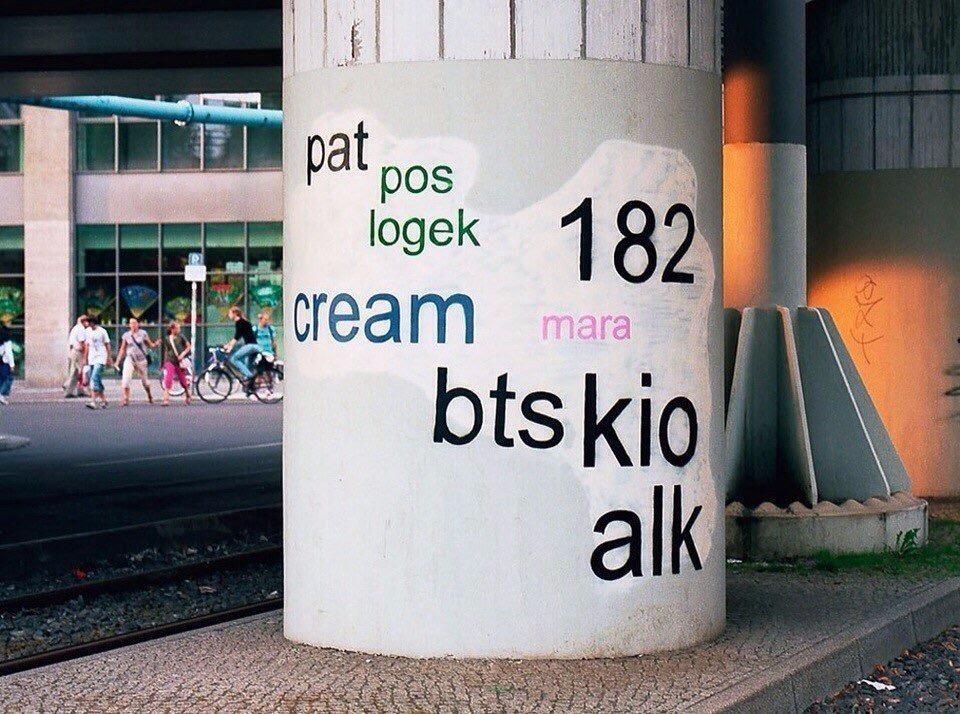 pat
pos
logek
182
cream
mara
bts
kio
alk
P